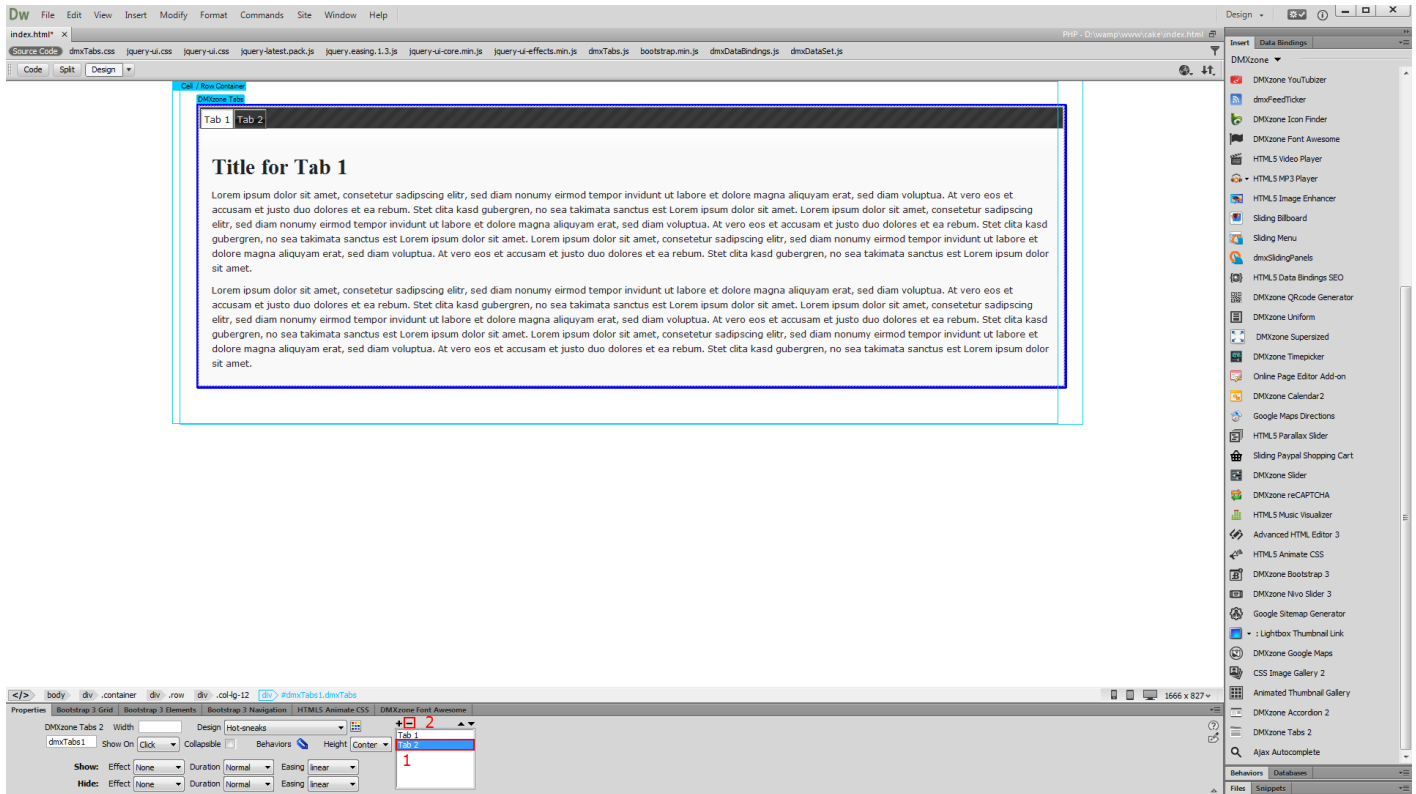 Dw File Edit View Insert Modify Format Commands Site Window Help Design
index.html* × PHP - D:\wamp\www\cake\index.html
Source Code dmxTabs.css jquery-ui.css jquery-ui.css jquery-latest.pack.js jquery.easing.1.3.js jquery-ui-core.min.js jquery-ui-effects.min.js dmxTabs.js bootstrap.min.js dmxDataBindings.js dmxDataSet.js
Code Split Design
Cell / Row Container
DMXzone Tabs
Tab 1 Tab 2
Title for Tab 1
Lorem ipsum dolor sit amet, consetetur sadipscing elitr, sed diam nonumy eirmod tempor invidunt ut labore et dolore magna aliquyam erat, sed diam voluptua. At vero eos et
accusam et justo duo dolores et ea rebum. Stet clita kasd gubergren, no sea takimata sanctus est Lorem ipsum dolor sit amet. Lorem ipsum dolor sit amet, consetetur sadipscing
elitr, sed diam nonumy eirmod tempor invidunt ut labore et dolore magna aliquyam erat, sed diam voluptua. At vero eos et accusam et justo duo dolores et ea rebum. Stet clita kasd
gubergren, no sea takimata sanctus est Lorem ipsum dolor sit amet. Lorem ipsum dolor sit amet, consetetur sadipscing elitr, sed diam nonumy eirmod tempor invidunt ut labore et
dolore magna aliquyam erat, sed diam voluptua. At vero eos et accusam et justo duo dolores et ea rebum. Stet clita kasd gubergren, no sea takimata sanctus est Lorem ipsum dolor
sit amet.
Lorem ipsum dolor sit amet, consetetur sadipscing elitr, sed diam nonumy eirmod tempor invidunt ut labore et dolore magna aliquyam erat, sed diam voluptua. At vero eos et
accusam et justo duo dolores et ea rebum. Stet clita kasd gubergren, no sea takimata sanctus est Lorem ipsum dolor sit amet. Lorem ipsum dolor sit amet, consetetur sadipscing
elitr, sed diam nonumy eirmod tempor invidunt ut labore et dolore magna aliquyam erat, sed diam voluptua. At vero eos et accusam et justo duo dolores et ea rebum. Stet clita kasd
gubergren, no sea takimata sanctus est Lorem ipsum dolor sit amet. Lorem ipsum dolor sit amet, consetetur sadipscing elitr, sed diam nonumy eirmod tempor invidunt ut labore et
dolore magna aliquyam erat, sed diam voluptua. At vero eos et accusam et justo duo dolores et ea rebum. Stet clita kasd gubergren, no sea takimata sanctus est Lorem ipsum dolor
sit amet.
</> body div .container div .row div .col-lg-12 div #dmxTabs1.dmxTabs 1666 x 827
Properties Bootstrap 3 Grid Bootstrap 3 Elements Bootstrap 3 Navigation HTML5 Animate CSS DMXzone Font Awesome
DMXzone Tabs 2 Width Design Hot-sneaks + − 2
dmxTabs1 Show On Click Collapsible Behaviors Height Conter
Tab 1
Tab 2
1
Show: Effect None Duration Normal Easing linear
Hide: Effect None Duration Normal Easing linear
Insert Data Bindings
DMXzone
DMXzone YouTubizer
dmxFeedTicker
DMXzone Icon Finder
DMXzone Font Awesome
HTML5 Video Player
HTML5 MP3 Player
HTML5 Image Enhancer
Sliding Billboard
Sliding Menu
dmxSlidingPanels
HTML5 Data Bindings SEO
DMXzone QRcode Generator
DMXzone Uniform
DMXzone Supersized
DMXzone Timepicker
Online Page Editor Add-on
DMXzone Calendar2
Google Maps Directions
HTML5 Parallax Slider
Sliding Paypal Shopping Cart
DMXzone Slider
DMXzone reCAPTCHA
HTML5 Music Visualizer
Advanced HTML Editor 3
HTML5 Animate CSS
DMXzone Bootstrap 3
DMXzone Nivo Slider 3
Google Sitemap Generator
: Lightbox Thumbnail Link
DMXzone Google Maps
CSS Image Gallery 2
Animated Thumbnail Gallery
DMXzone Accordion 2
DMXzone Tabs 2
Ajax Autocomplete
Behaviors Databases
Files Snippets